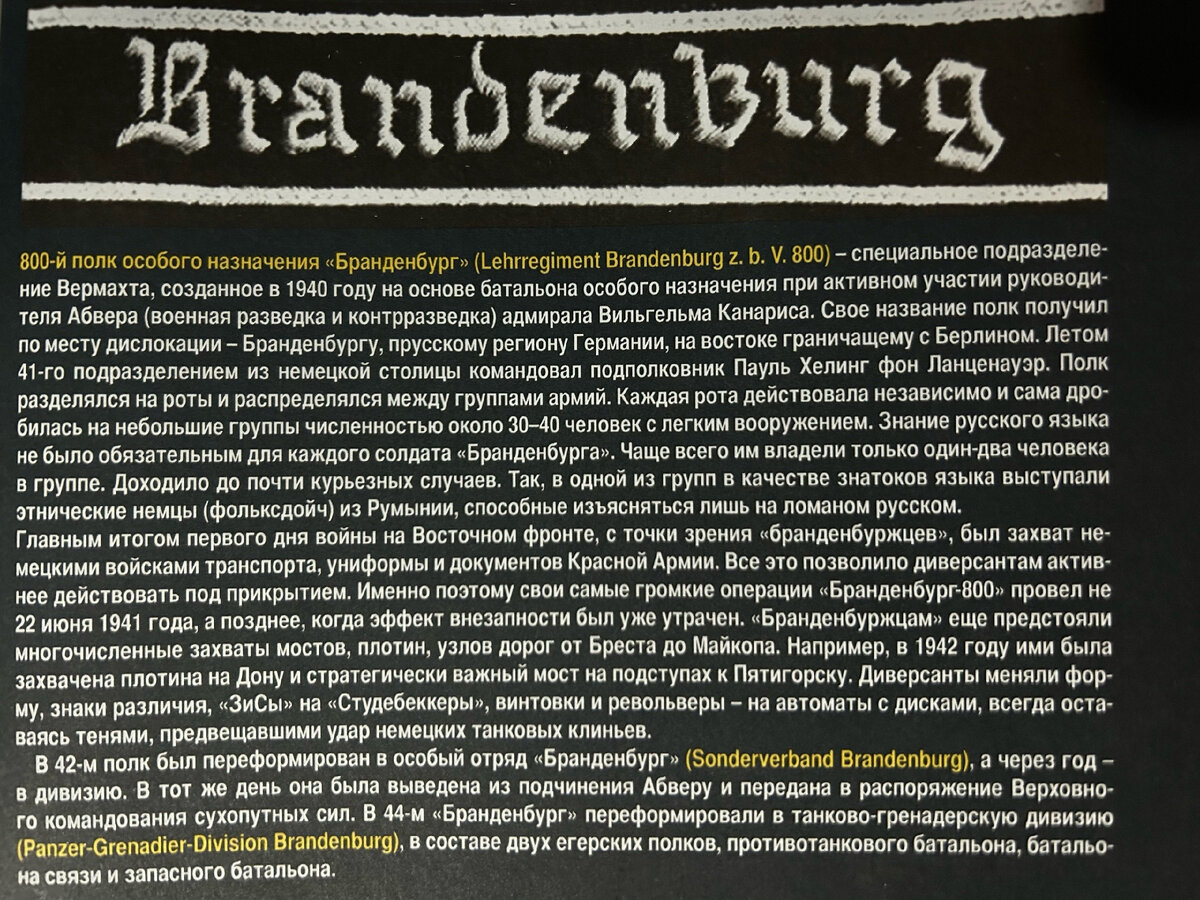 Brandenburg
800-й полк особого назначения «Бранденбург» (Lehrregiment Brandenburg z. b. V. 800) – специальное подразделе-
ние Вермахта, созданное в 1940 году на основе батальона особого назначения при активном участии руководи-
теля Абвера (военная разведка и контрразведка) адмирала Вильгельма Канариса. Свое название полк получил
по месту дислокации – Бранденбургу, прусскому региону Германии, на востоке граничащему с Берлином. Летом
41-го подразделением из немецкой столицы командовал подполковник Пауль Хелинг фон Ланценауэр. Полк
разделялся на роты и распределялся между группами армий. Каждая рота действовала независимо и сама дро-
билась на небольшие группы численностью около 30–40 человек с легким вооружением. Знание русского языка
не было обязательным для каждого солдата «Бранденбурга». Чаще всего им владели только один-два человека
в группе. Доходило до почти курьезных случаев. Так, в одной из групп в качестве знатоков языка выступали
этнические немцы (фольксдойч) из Румынии, способные изъясняться лишь на ломаном русском.
Главным итогом первого дня войны на Восточном фронте, с точки зрения «бранденбуржцев», был захват не-
мецкими войсками транспорта, униформы и документов Красной Армии. Все это позволило диверсантам актив-
нее действовать под прикрытием. Именно поэтому свои самые громкие операции «Бранденбург-800» провел не
22 июня 1941 года, а позднее, когда эффект внезапности был уже утрачен. «Бранденбуржцам» еще предстояли
многочисленные захваты мостов, плотин, узлов дорог от Бреста до Майкопа. Например, в 1942 году ими была
захвачена плотина на Дону и стратегически важный мост на подступах к Пятигорску. Диверсанты меняли фор-
му, знаки различия, «ЗиСы» на «Студебеккеры», винтовки и револьверы – на автоматы с дисками, всегда оста-
ваясь тенями, предвещавшими удар немецких танковых клиньев.
В 42-м полк был переформирован в особый отряд «Бранденбург» (Sonderverband Brandenburg), а через год –
в дивизию. В тот же день она была выведена из подчинения Абверу и передана в распоряжение Верховно-
го командования сухопутных сил. В 44-м «Бранденбург» переформировали в танково-гренадерскую дивизию
(Panzer-Grenadier-Division Brandenburg), в составе двух егерских полков, противотанкового батальона, батальо-
на связи и запасного батальона.